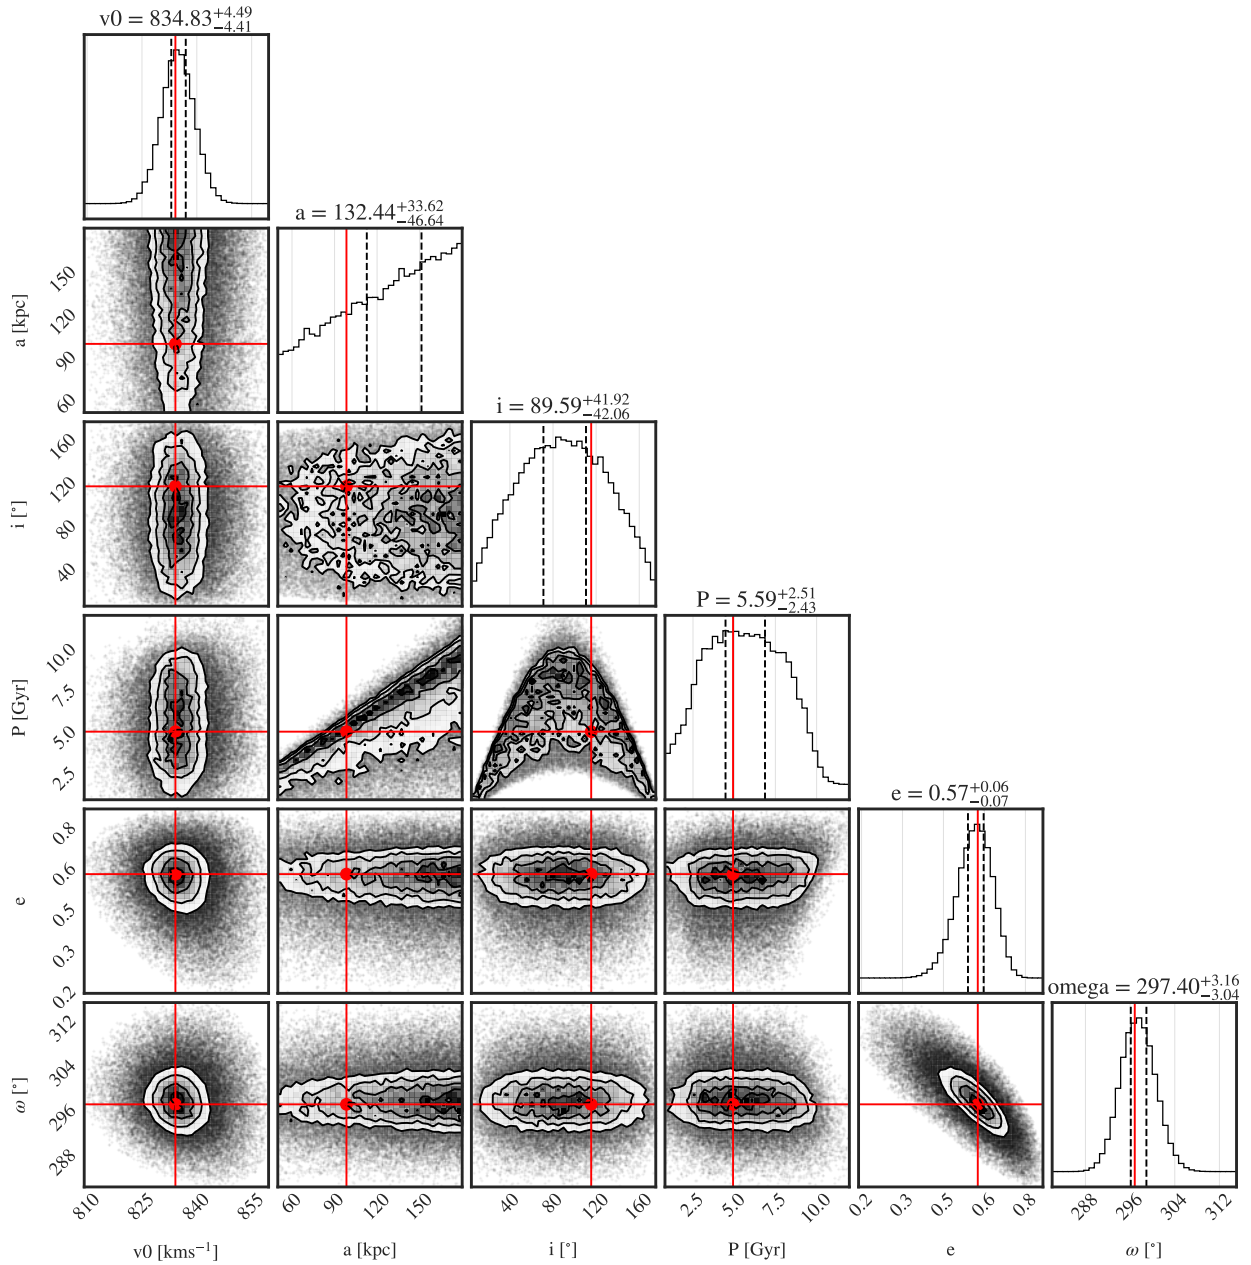 v0 = 834.83+4.49−4.41
a = 132.44+33.62−46.64
a [kpc]
150
120
90
60
i = 89.59+41.92−42.06
i [°]
160
120
80
40
P = 5.59+2.51−2.43
P [Gyr]
10.0
7.5
5.0
2.5
e = 0.57+0.06−0.07
e
0.8
0.6
0.5
0.3
0.2
omega = 297.40+3.16−3.04
ω [°]
312
304
296
288
810 825 840 855 60 90 120 150 40 80 120 160 2.5 5.0 7.5 10.0 0.2 0.3 0.5 0.6 0.8 288 296 304 312
v0 [kms−1] a [kpc] i [°] P [Gyr] e ω [°]